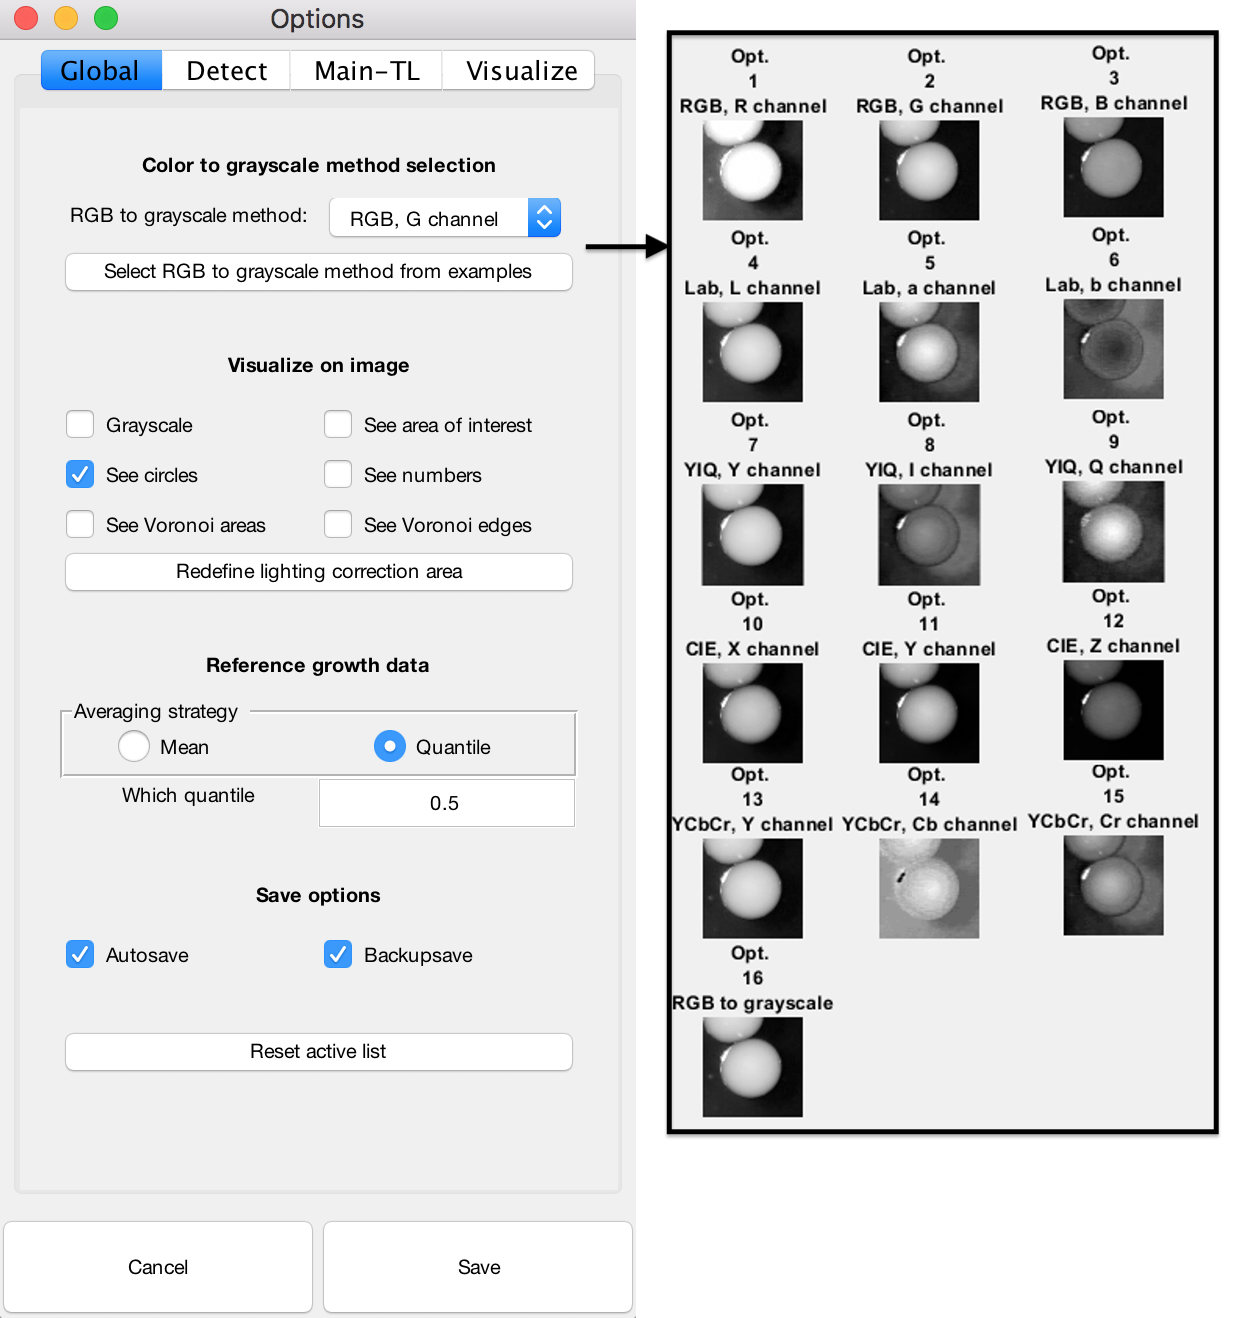 Options
Global Detect Main-TL Visualize
Color to grayscale method selection
RGB to grayscale method: RGB, G channel
Select RGB to grayscale method from examples
Visualize on image
Grayscale See area of interest
See circles See numbers
See Voronoi areas See Voronoi edges
Redefine lighting correction area
Reference growth data
Averaging strategy
Mean Quantile
Which quantile 0.5
Save options
Autosave Backupsave
Reset active list
Cancel Save
Opt. Opt. Opt.
1 2 3
RGB, R channel RGB, G channel RGB, B channel
Opt. Opt. Opt.
4 5 6
Lab, L channel Lab, a channel Lab, b channel
Opt. Opt. Opt.
7 8 9
YIQ, Y channel YIQ, I channel YIQ, Q channel
Opt. Opt. Opt.
10 11 12
CIE, X channel CIE, Y channel CIE, Z channel
Opt. Opt. Opt.
13 14 15
YCbCr, Y channel YCbCr, Cb channel YCbCr, Cr channel
Opt.
16
RGB to grayscale